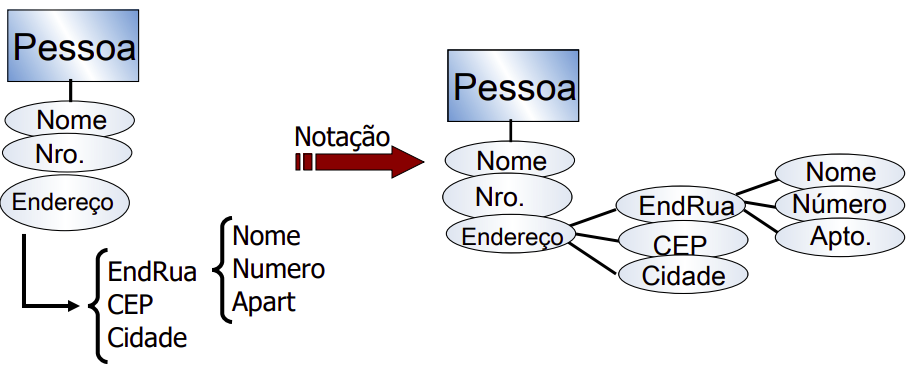 Pessoa
Nome
Nro.
Endereço
EndRua
CEP
Cidade
Nome
Numero
Apart
Notação
Pessoa
Nome
Nro.
Endereço
EndRua
CEP
Cidade
Nome
Número
Apto.